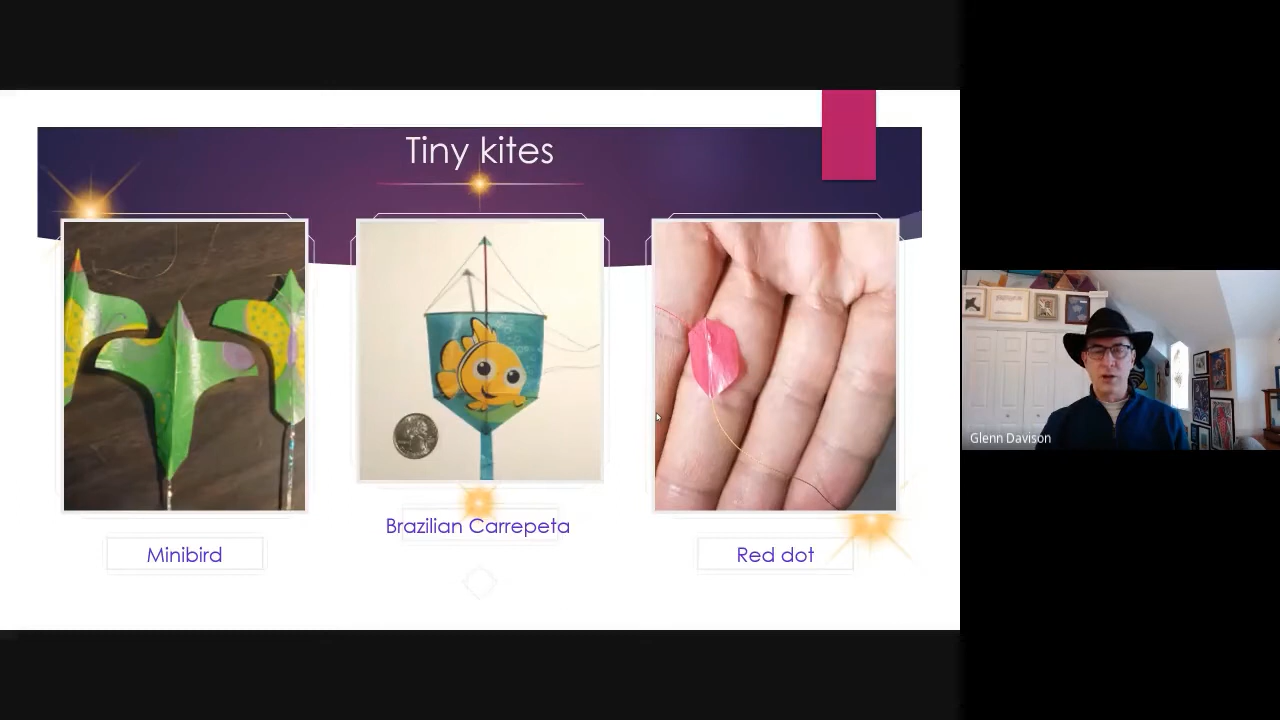 Tiny kites
Minibird
Brazilian Carrepeta
Red dot
Glenn Davison